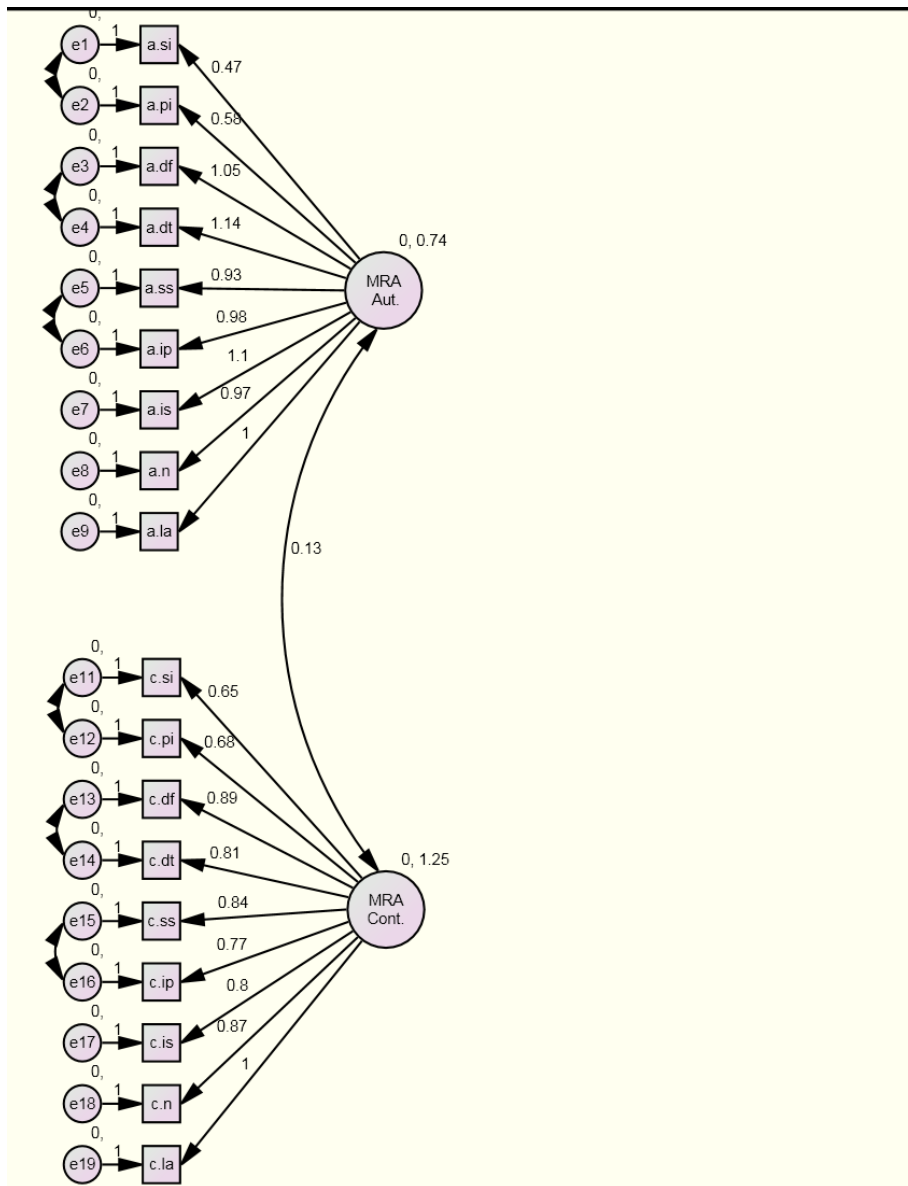 0,
e1 1 a.si 0.47
0,
e2 1 a.pi 0.58
0,
e3 1 a.df 1.05
0,
e4 1 a.dt 1.14
0, 0.74
MRA
Aut.
0,
e5 1 a.ss 0.93
0,
e6 1 a.ip 0.98
0,
e7 1 a.is 1.1
0,
e8 1 a.n 0.97
0,
e9 1 a.la 1
0.13
0,
e11 1 c.si 0.65
0,
e12 1 c.pi 0.68
0,
e13 1 c.df 0.89
0,
e14 1 c.dt 0.81
0, 1.25
MRA
Cont.
0,
e15 1 c.ss 0.84
0,
e16 1 c.ip 0.77
0,
e17 1 c.is 0.8
0,
e18 1 c.n 0.87
0,
e19 1 c.la 1